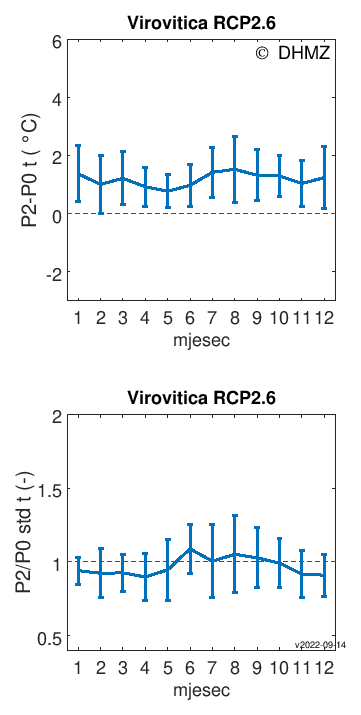 Virovitica RCP2.6
© DHMZ
P2-P0 t ( °C)
6
4
2
0
-2
1 2 3 4 5 6 7 8 9 10 11 12
mjesec
Virovitica RCP2.6
P2/P0 std t (-)
2
1.5
1
0.5
v2022-09-14
1 2 3 4 5 6 7 8 9 10 11 12
mjesec